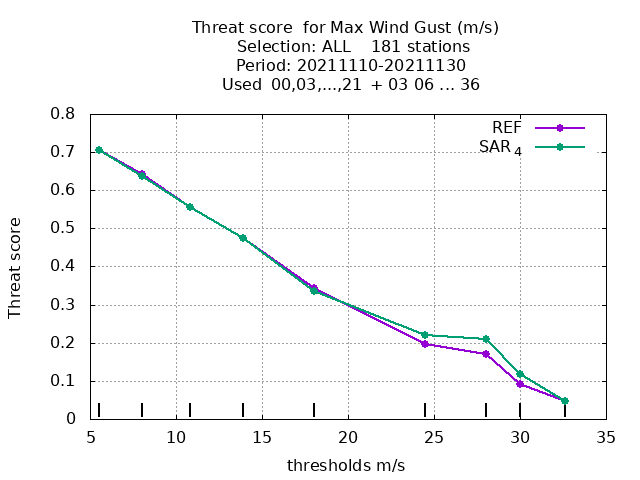 Threat score  for Max Wind Gust (m/s)
Selection: ALL    181 stations
Period: 20211110-20211130
Used  00,03,...,21  + 03 06 ... 36
REF
SAR 4
0.8
0.7
0.6
0.5
0.4
0.3
0.2
0.1
0
Threat score
5 10 15 20 25 30 35
thresholds m/s